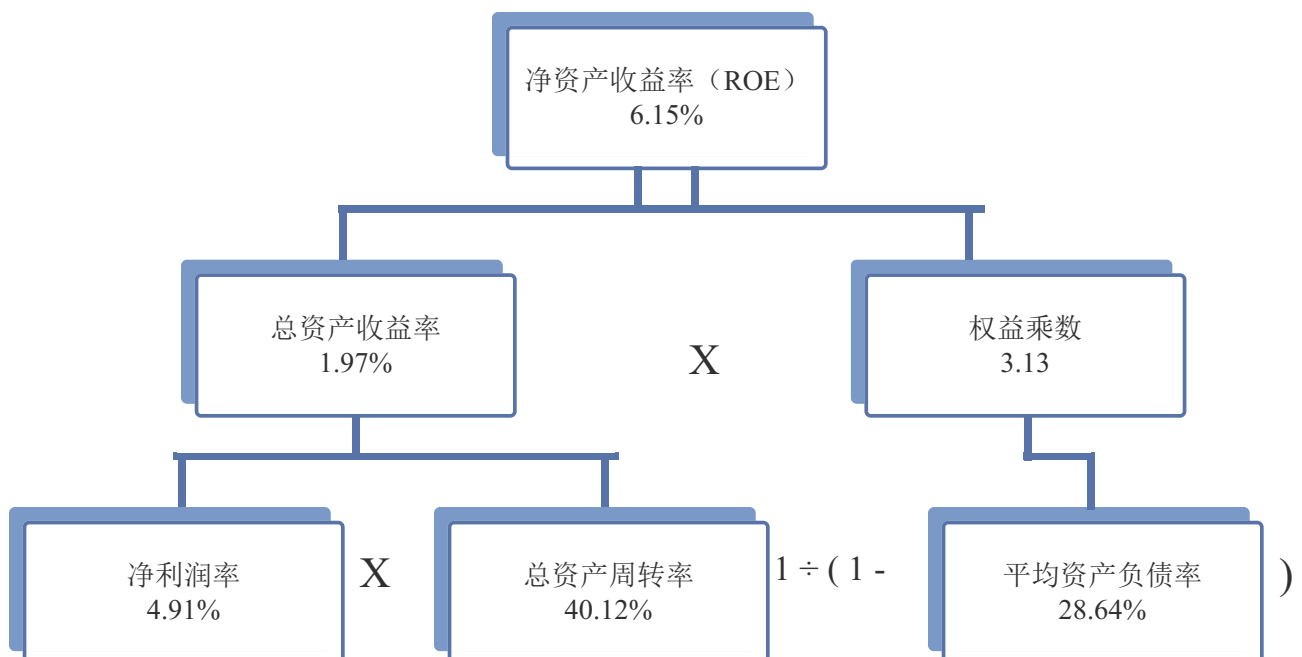 净资产收益率（ROE）
6.15%
总资产收益率
1.97%
X
权益乘数
3.13
净利润率
4.91%
X
总资产周转率
40.12%
1 ÷ ( 1 -
平均资产负债率
28.64%
)